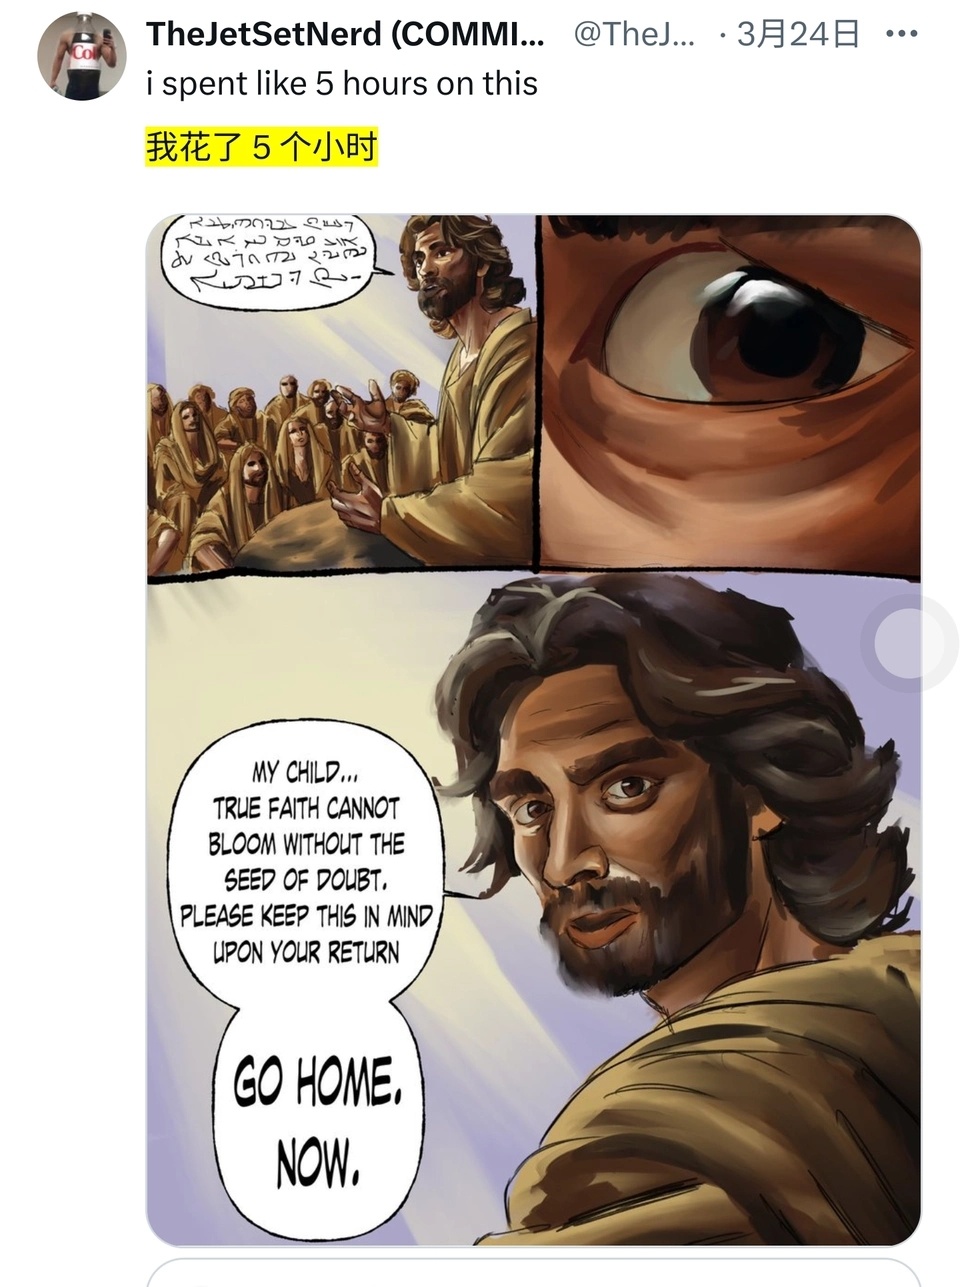 TheJetSetNerd (COMMI... @TheJ... · 3月24日
i spent like 5 hours on this
我花了 5 个小时
MY CHILD...
TRUE FAITH CANNOT
BLOOM WITHOUT THE
SEED OF DOUBT.
PLEASE KEEP THIS IN MIND
UPON YOUR RETURN
GO HOME.
NOW.